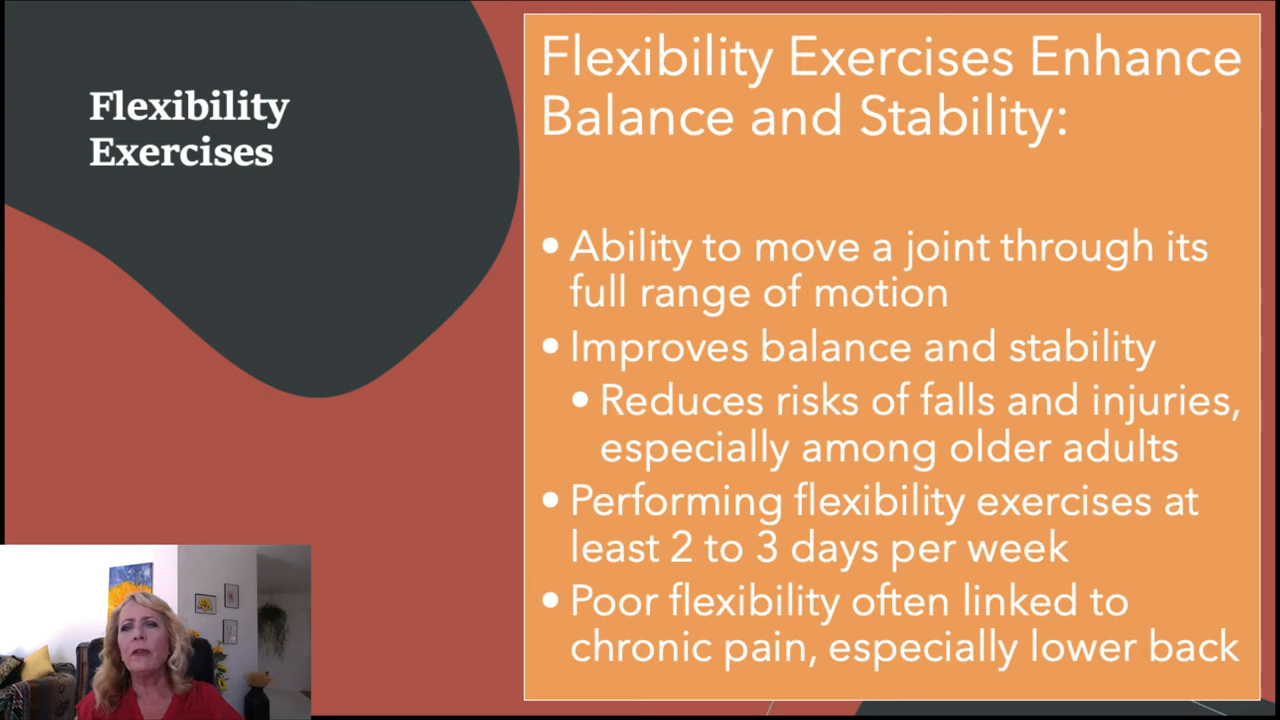 Flexibility
Exercises
Flexibility Exercises Enhance
Balance and Stability:
• Ability to move a joint through its
full range of motion
• Improves balance and stability
• Reduces risks of falls and injuries,
especially among older adults
• Performing flexibility exercises at
least 2 to 3 days per week
• Poor flexibility often linked to
chronic pain, especially lower back